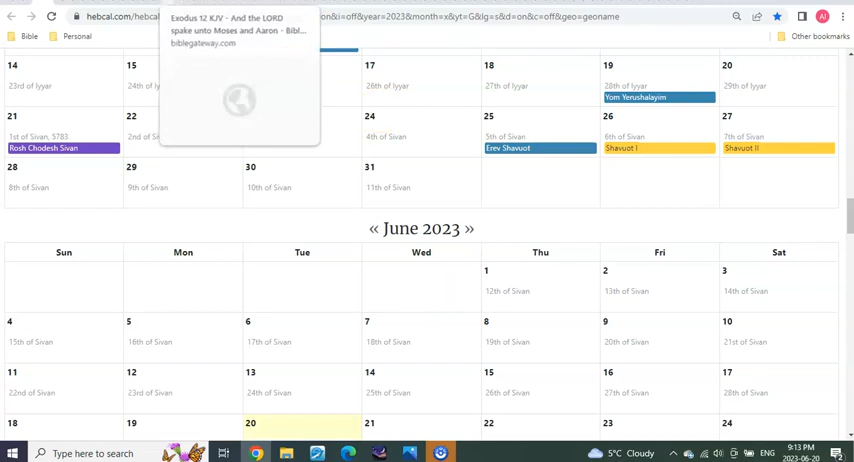 hebcal.com/hebcal
on&i=off&year=2023&month=x&yt=G&lg=s&d=on&c=off&geo=geoname
Exodus 12 KJV - And the LORD
spake unto Moses and Aaron - Bibl...
biblegateway.com
Bible
Personal
Other bookmarks
14
15
17
18
19
20
23rd of Iyyar
24th of Iyy
26th of Iyyar
27th of Iyyar
28th of Iyyar
29th of Iyyar
Yom Yerushalayim
21
22
24
25
26
27
1st of Sivan, 5783
2nd of Si
4th of Sivan
5th of Sivan
6th of Sivan
7th of Sivan
Rosh Chodesh Sivan
Erev Shavuot
Shavuot I
Shavuot II
28
29
30
31
8th of Sivan
9th of Sivan
10th of Sivan
11th of Sivan
« June 2023 »
Sun
Mon
Tue
Wed
Thu
Fri
Sat
1
2
3
12th of Sivan
13th of Sivan
14th of Sivan
4
5
6
7
8
9
10
15th of Sivan
16th of Sivan
17th of Sivan
18th of Sivan
19th of Sivan
20th of Sivan
21st of Sivan
11
12
13
14
15
16
17
22nd of Sivan
23rd of Sivan
24th of Sivan
25th of Sivan
26th of Sivan
27th of Sivan
28th of Sivan
18
19
20
21
22
23
24
Type here to search
5°C Cloudy
ENG
9:13 PM
2023-06-20
2